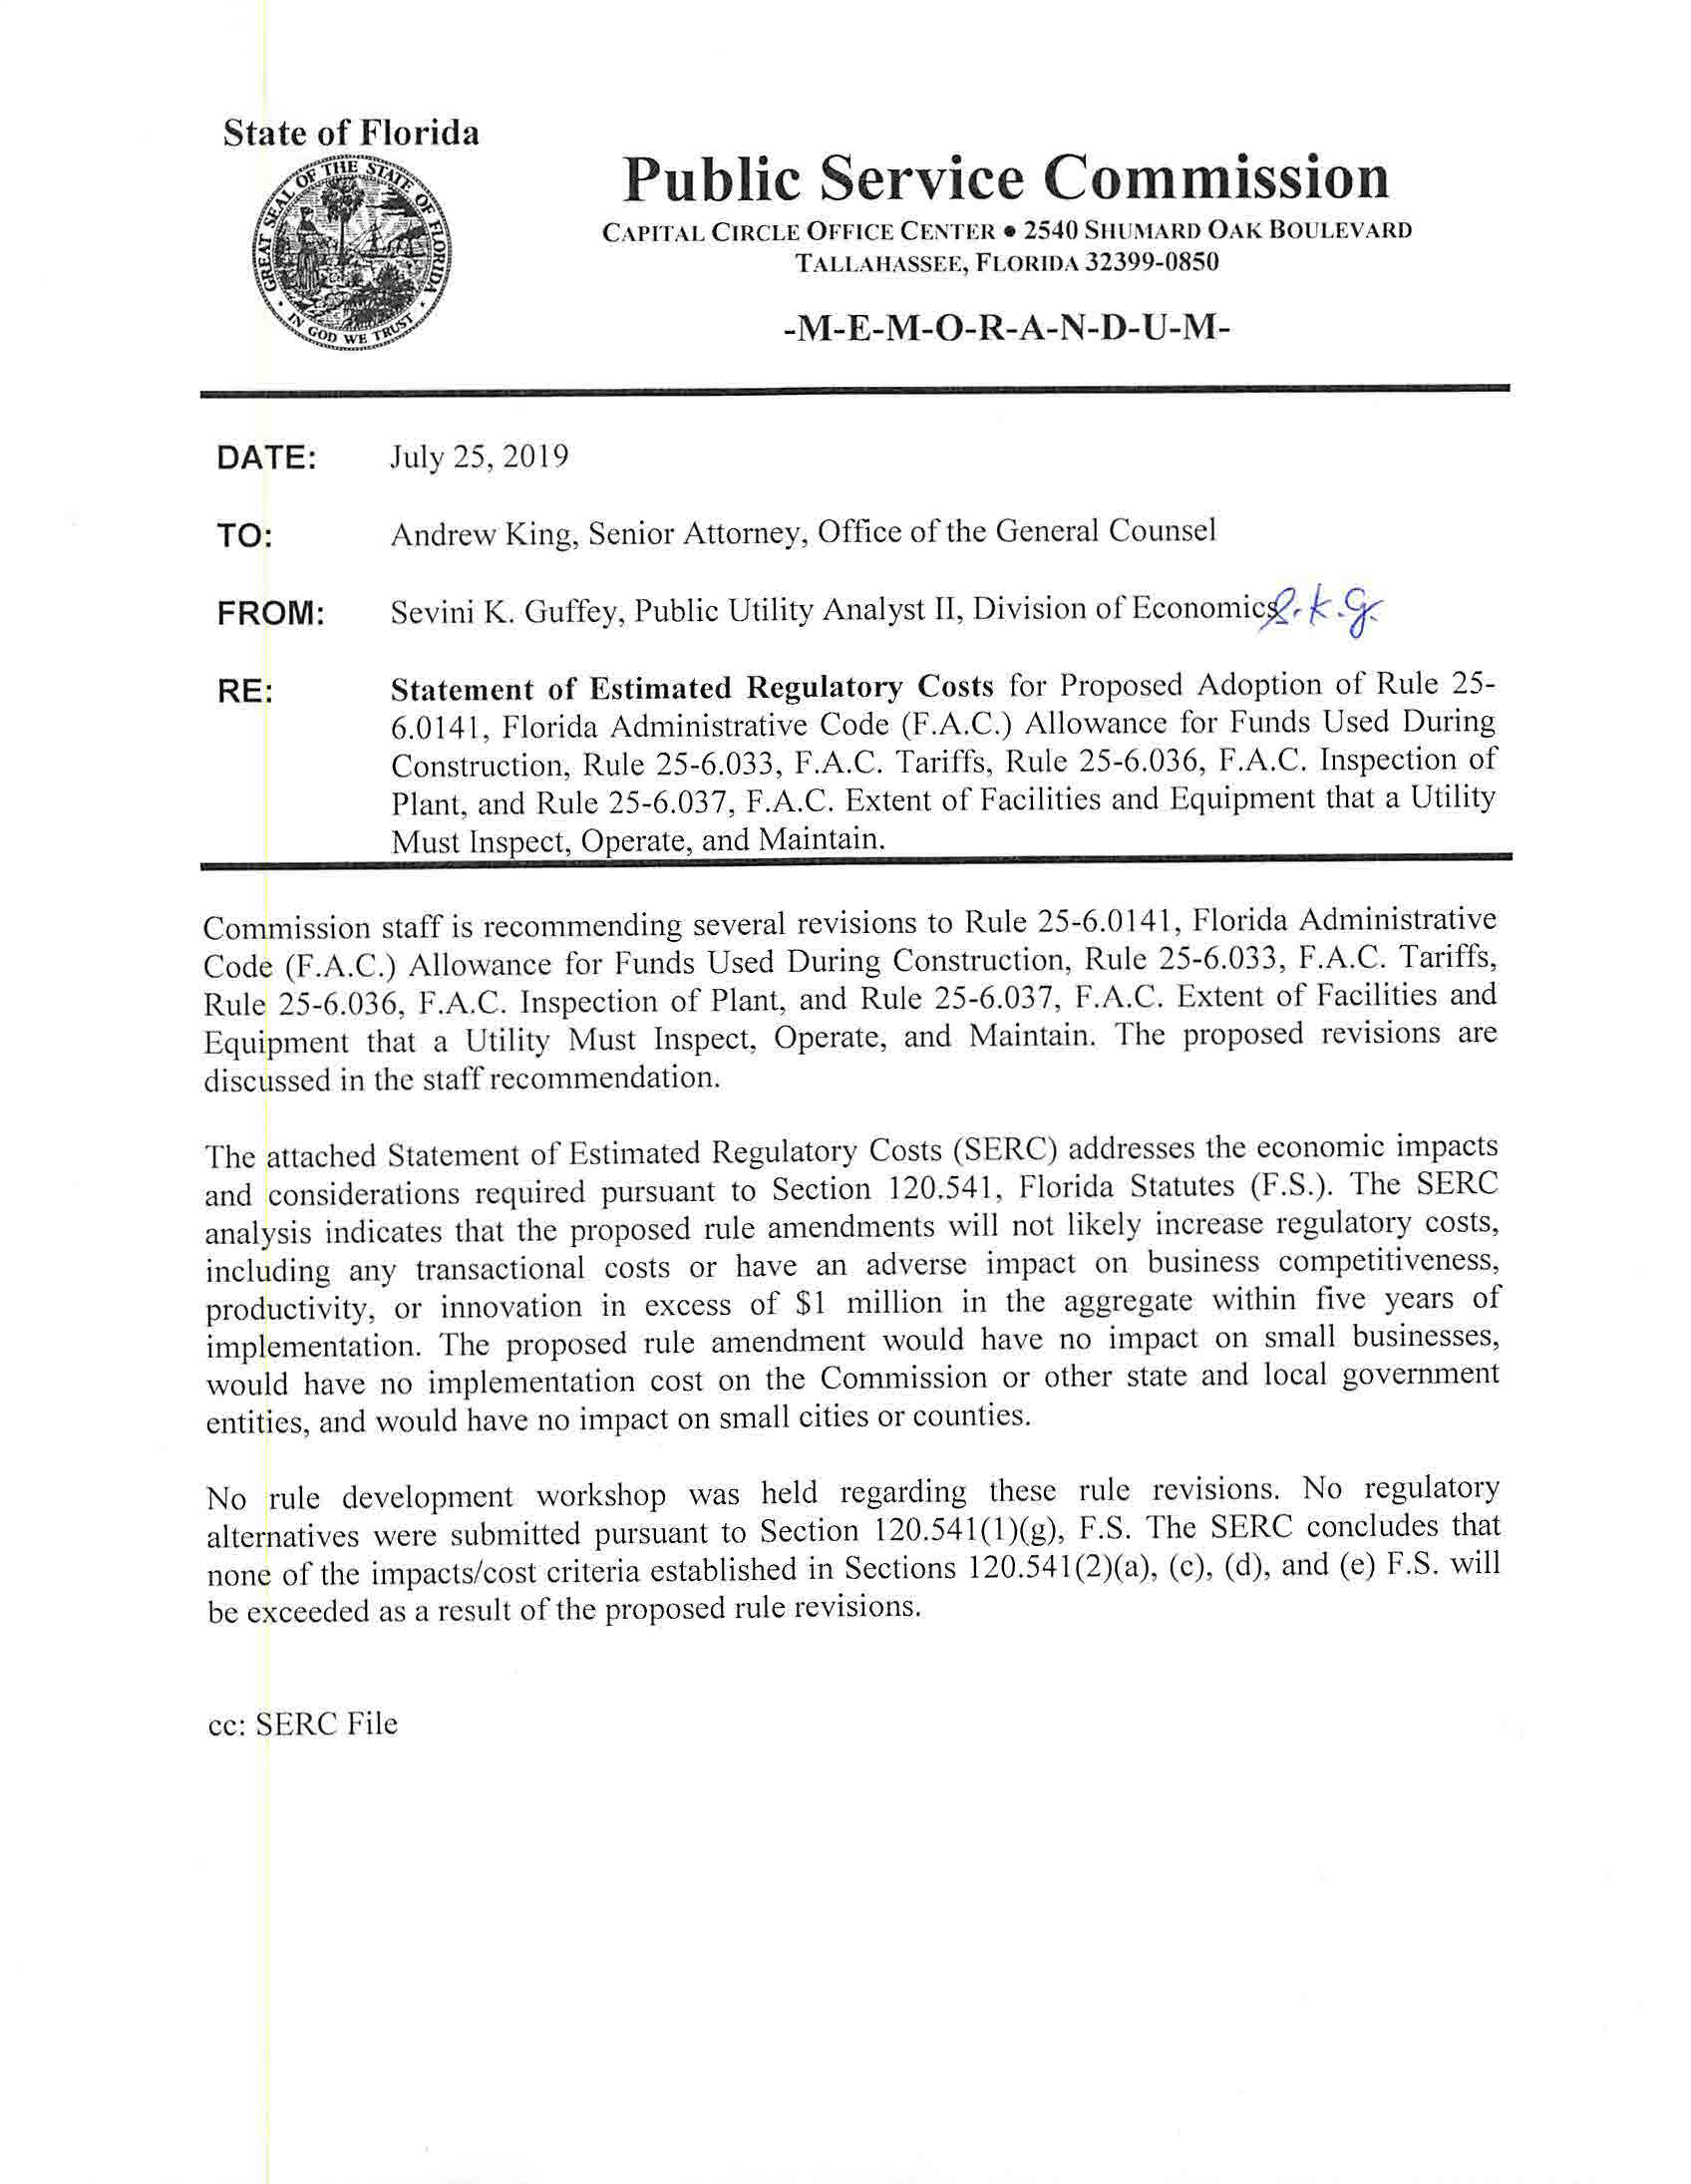 State of Florida
GREAT SEAL OF THE STATE OF FLORIDA
IN GOD WE TRUST
Public Service Commission
CAPITAL CIRCLE OFFICE CENTER ● 2540 SHUMARD OAK BOULEVARD
TALLAHASSEE, FLORIDA 32399-0850
-M-E-M-O-R-A-N-D-U-M-
DATE: July 25, 2019
TO: Andrew King, Senior Attorney, Office of the General Counsel
FROM: Sevini K. Guffey, Public Utility Analyst II, Division of Economics S.K.G.
RE: Statement of Estimated Regulatory Costs for Proposed Adoption of Rule 25-
6.0141, Florida Administrative Code (F.A.C.) Allowance for Funds Used During
Construction, Rule 25-6.033, F.A.C. Tariffs, Rule 25-6.036, F.A.C. Inspection of
Plant, and Rule 25-6.037, F.A.C. Extent of Facilities and Equipment that a Utility
Must Inspect, Operate, and Maintain.
Commission staff is recommending several revisions to Rule 25-6.0141, Florida Administrative
Code (F.A.C.) Allowance for Funds Used During Construction, Rule 25-6.033, F.A.C. Tariffs,
Rule 25-6.036, F.A.C. Inspection of Plant, and Rule 25-6.037, F.A.C. Extent of Facilities and
Equipment that a Utility Must Inspect, Operate, and Maintain. The proposed revisions are
discussed in the staff recommendation.
The attached Statement of Estimated Regulatory Costs (SERC) addresses the economic impacts
and considerations required pursuant to Section 120.541, Florida Statutes (F.S.). The SERC
analysis indicates that the proposed rule amendments will not likely increase regulatory costs,
including any transactional costs or have an adverse impact on business competitiveness,
productivity, or innovation in excess of $1 million in the aggregate within five years of
implementation. The proposed rule amendment would have no impact on small businesses,
would have no implementation cost on the Commission or other state and local government
entities, and would have no impact on small cities or counties.
No rule development workshop was held regarding these rule revisions. No regulatory
alternatives were submitted pursuant to Section 120.541(1)(g), F.S. The SERC concludes that
none of the impacts/cost criteria established in Sections 120.541(2)(a), (c), (d), and (e) F.S. will
be exceeded as a result of the proposed rule revisions.
cc: SERC File